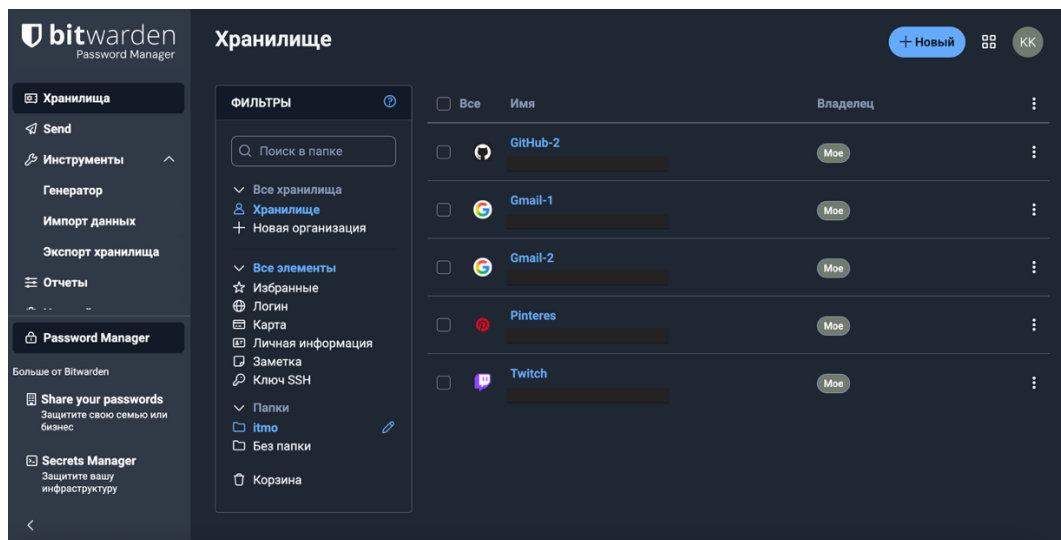 bitwarden
Password Manager
Хранилища
Send
Инструменты
Генератор
Импорт данных
Экспорт хранилища
Отчеты
Password Manager
Больше от Bitwarden
Share your passwords
Защитите свою семью или
бизнес
Secrets Manager
Защитите вашу
инфраструктуру
Хранилище
+ Новый
КК
ФИЛЬТРЫ
Поиск в папке
Все хранилища
Хранилище
Новая организация
Все элементы
Избранные
Логин
Карта
Личная информация
Заметка
Ключ SSH
Папки
itmo
Без папки
Корзина
Все Имя Владелец
GitHub-2 Мое
Gmail-1 Мое
Gmail-2 Мое
Pinteres Мое
Twitch Мое